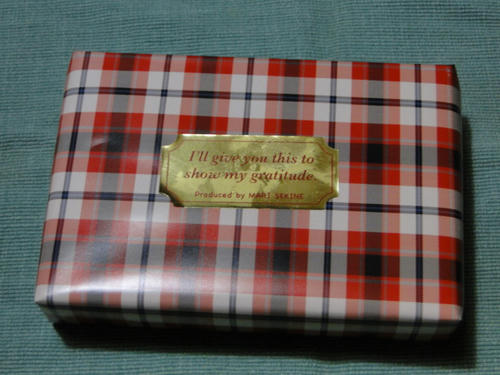 I'll give you this to
show my gratitude.
Produced by MARI SEKINE